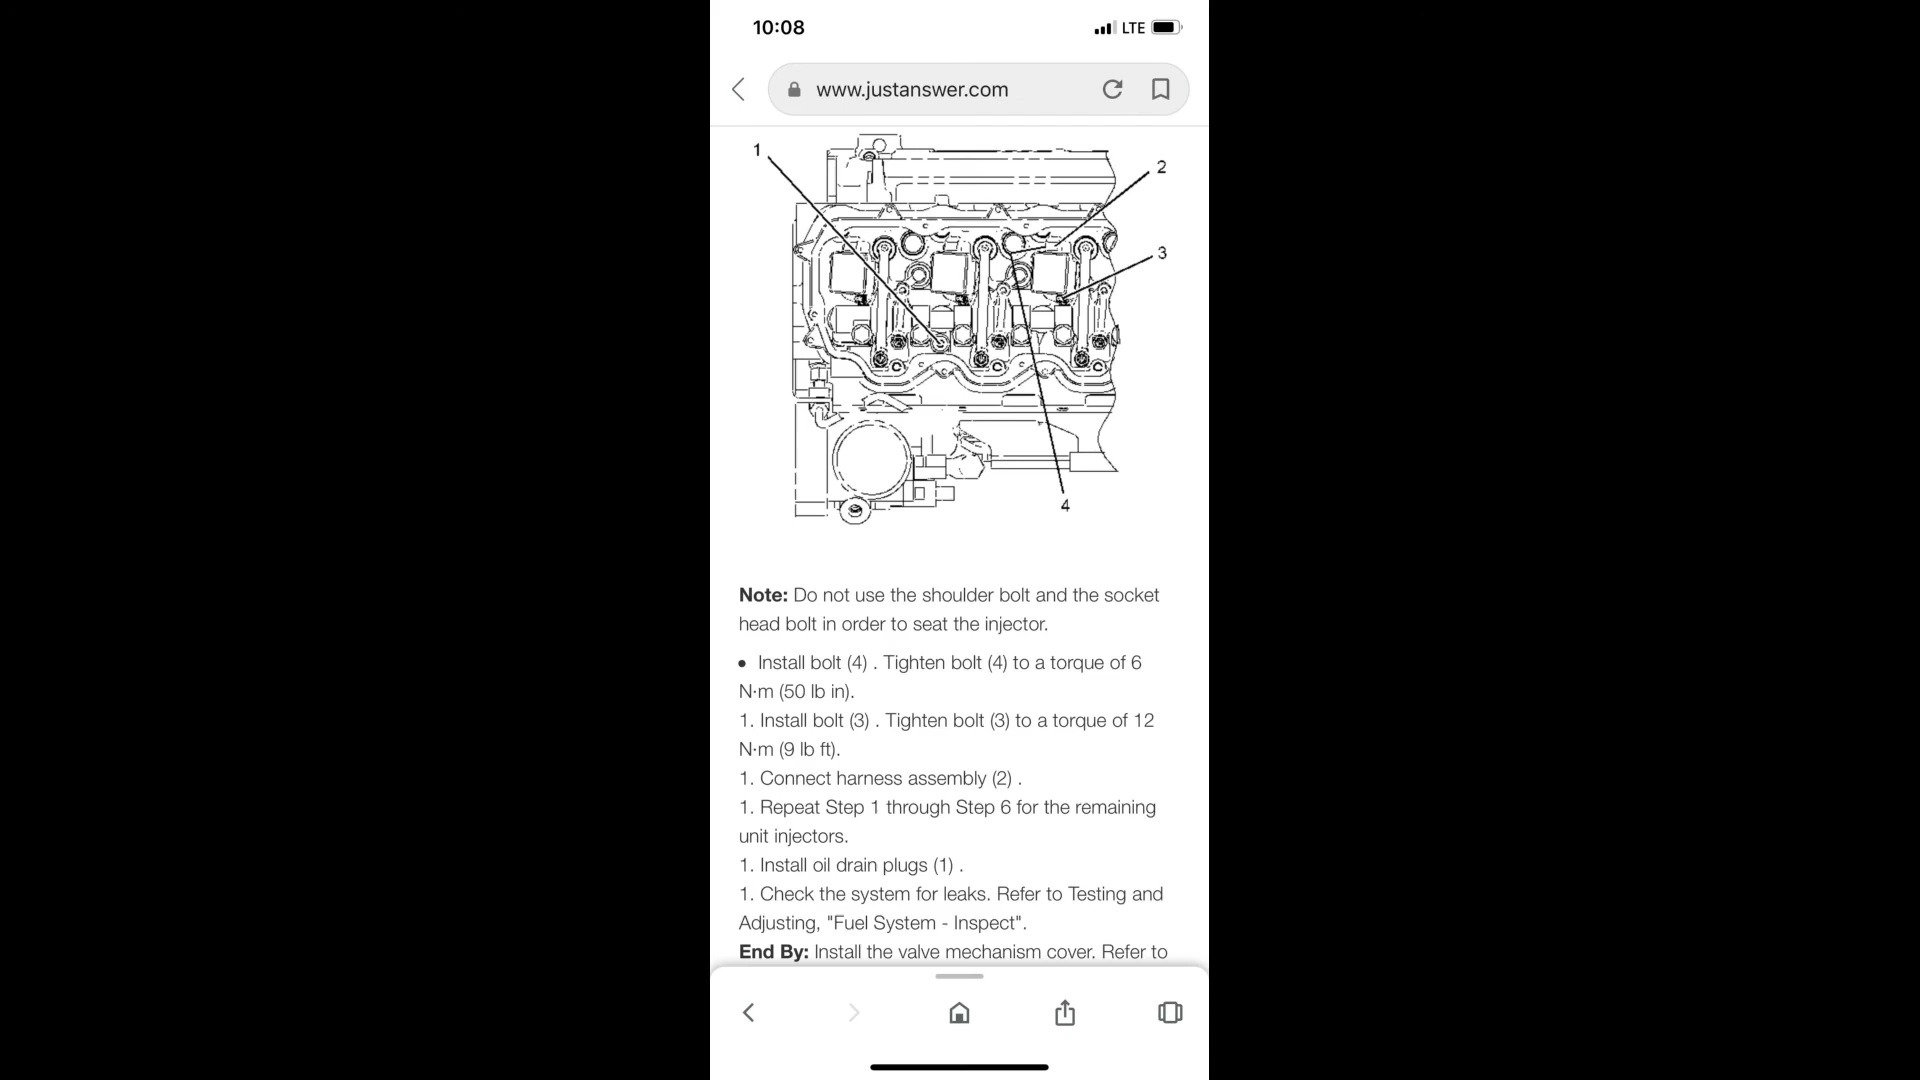 10:08
LTE
www.justanswer.com
1
2
3
4
Note: Do not use the shoulder bolt and the socket
head bolt in order to seat the injector.
• Install bolt (4) . Tighten bolt (4) to a torque of 6
N·m (50 lb in).
1. Install bolt (3) . Tighten bolt (3) to a torque of 12
N·m (9 lb ft).
1. Connect harness assembly (2) .
1. Repeat Step 1 through Step 6 for the remaining
unit injectors.
1. Install oil drain plugs (1) .
1. Check the system for leaks. Refer to Testing and
Adjusting, "Fuel System - Inspect".
End By: Install the valve mechanism cover. Refer to